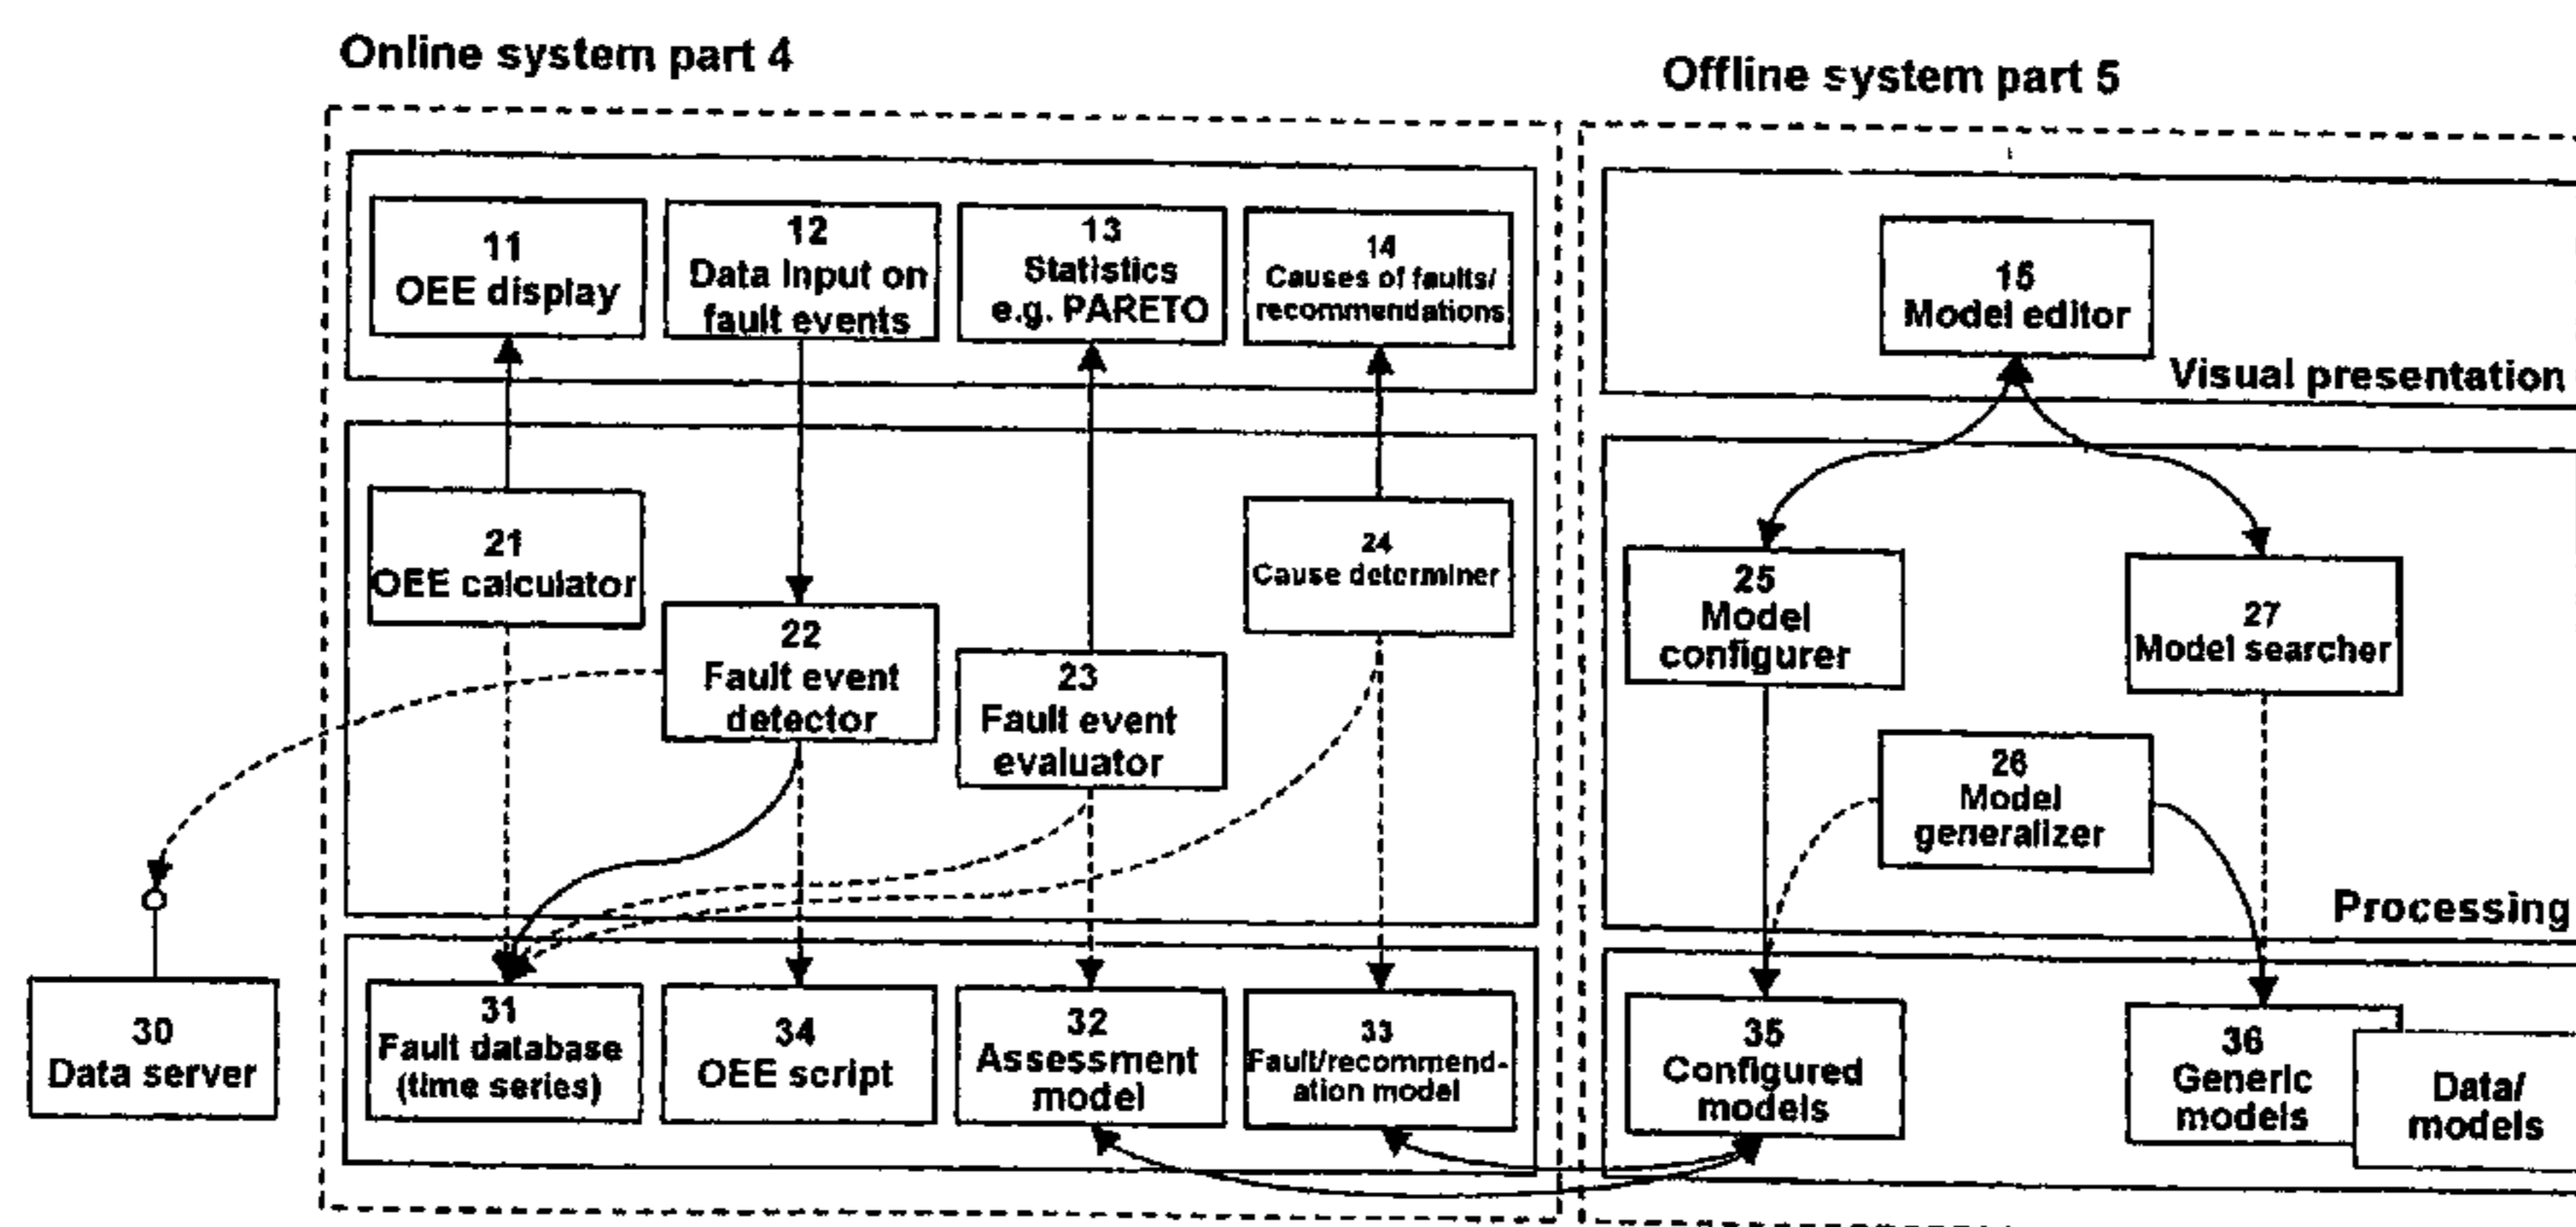 Online system part 4
Offline system part 5
11
OEE display
12
Data Input on
fault events
13
Statistics
e.g. PARETO
14
Causes of faults/
recommendations
15
Model editor
Visual presentation
21
OEE calculator
22
Fault event
detector
23
Fault event
evaluator
24
Cause determiner
25
Model
configurer
27
Model searcher
26
Model
generalizer
Processing
30
Data server
31
Fault database
(time series)
34
OEE script
32
Assessment
model
33
Fault/recommend-
ation model
35
Configured
models
36
Generic
models
Data/
models